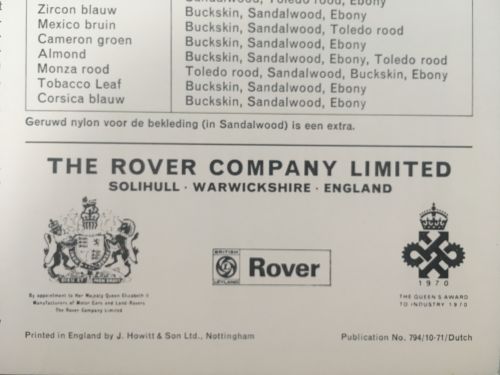 Zircon blauw Buckskin, Sandalwood, Ebony
Mexico bruin Buckskin, Sandalwood, Toledo rood
Cameron groen Buckskin, Sandalwood, Ebony
Almond Buckskin, Sandalwood, Ebony, Toledo rood
Monza rood Toledo rood, Sandalwood, Buckskin, Ebony
Tobacco Leaf Buckskin, Sandalwood, Ebony
Corsica blauw Buckskin, Sandalwood, Ebony
Geruwd nylon voor de bekleding (in Sandalwood) is een extra.
THE ROVER COMPANY LIMITED
SOLIHULL · WARWICKSHIRE · ENGLAND
By appointment to Her Majesty Queen Elizabeth II
Manufacturers of Motor Cars and Land-Rovers
The Rover Company Limited
BRITISH
LEYLAND
Rover
1970
THE QUEEN'S AWARD
TO INDUSTRY 1970
Printed in England by J. Howitt & Son Ltd., Nottingham
Publication No. 794/10-71/Dutch